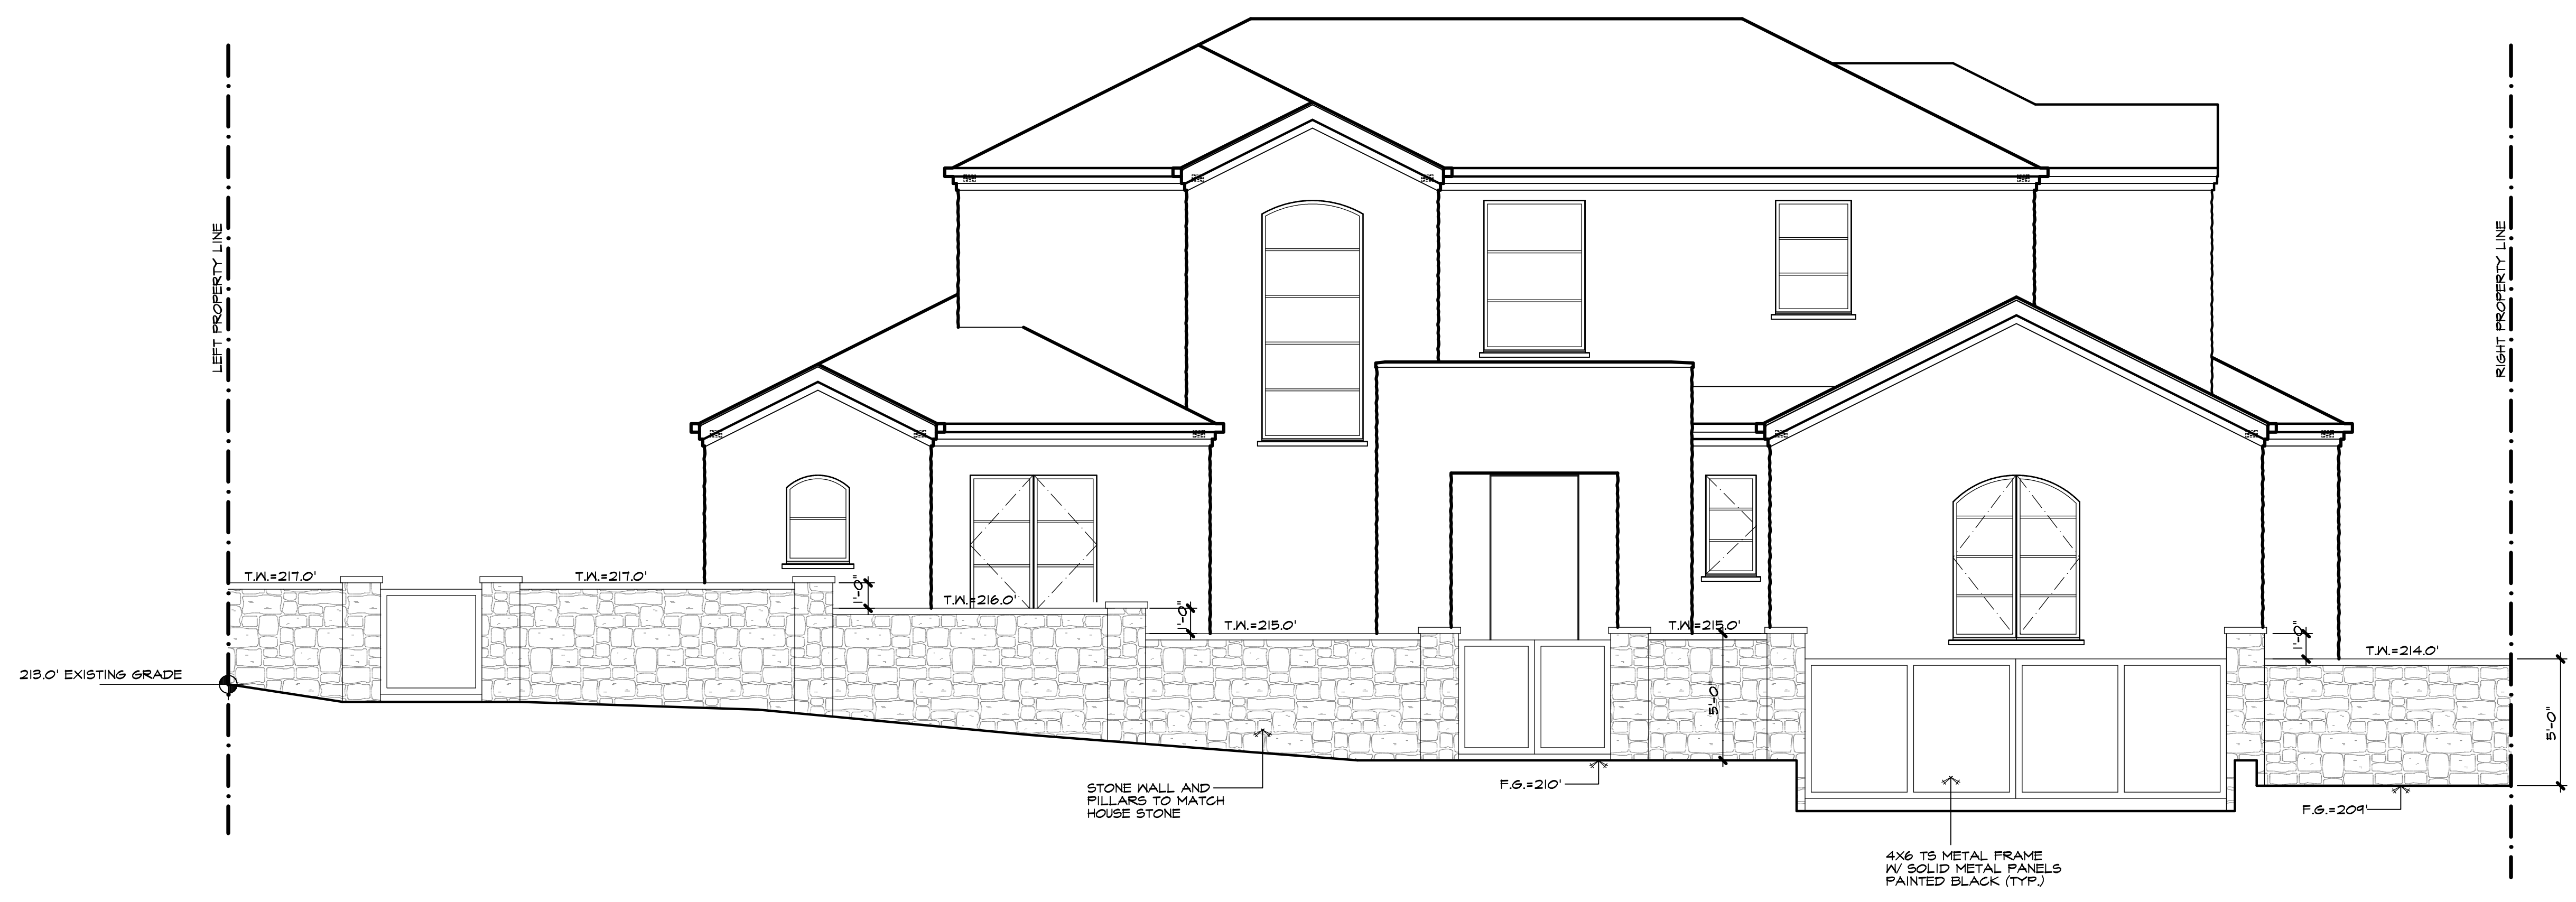 LEFT PROPERTY LINE
RIGHT PROPERTY LINE
T.W.=217.0'
T.W.=217.0'
1'-0"
T.W.=216.0'
1'-0"
T.W.=215.0'
T.W.=215.0'
1'-0"
T.W.=214.0'
213.0' EXISTING GRADE
5'-0"
5'-0"
STONE WALL AND
PILLARS TO MATCH
HOUSE STONE
F.G.=210'
F.G.=209'
4X6 TS METAL FRAME
W/ SOLID METAL PANELS
PAINTED BLACK (TYP.)